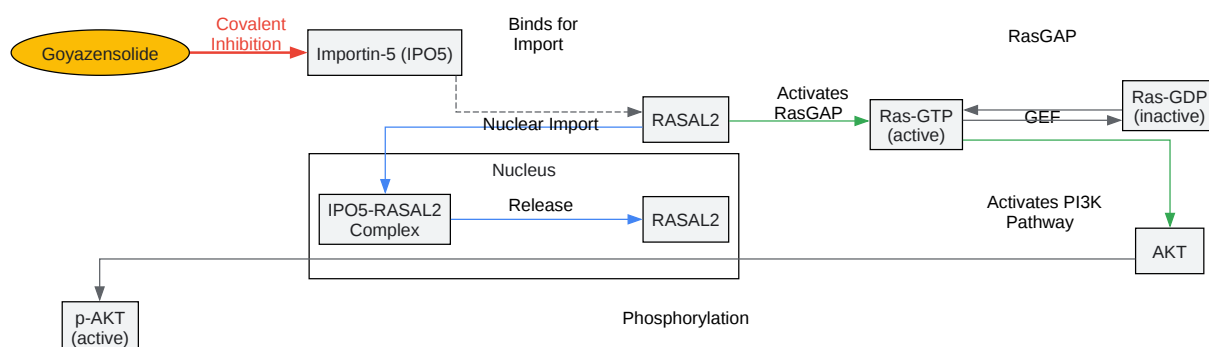 Covalent
Inhibition
Binds for
Import
RasGAP
Goyazensolide
Importin-5 (IPO5)
Activates
RasGAP
Ras-GDP
(inactive)
Nuclear Import
RASAL2
Ras-GTP
(active)
GEF
Nucleus
IPO5-RASAL2
Complex
Release
RASAL2
Activates PI3K
Pathway
AKT
p-AKT
(active)
Phosphorylation